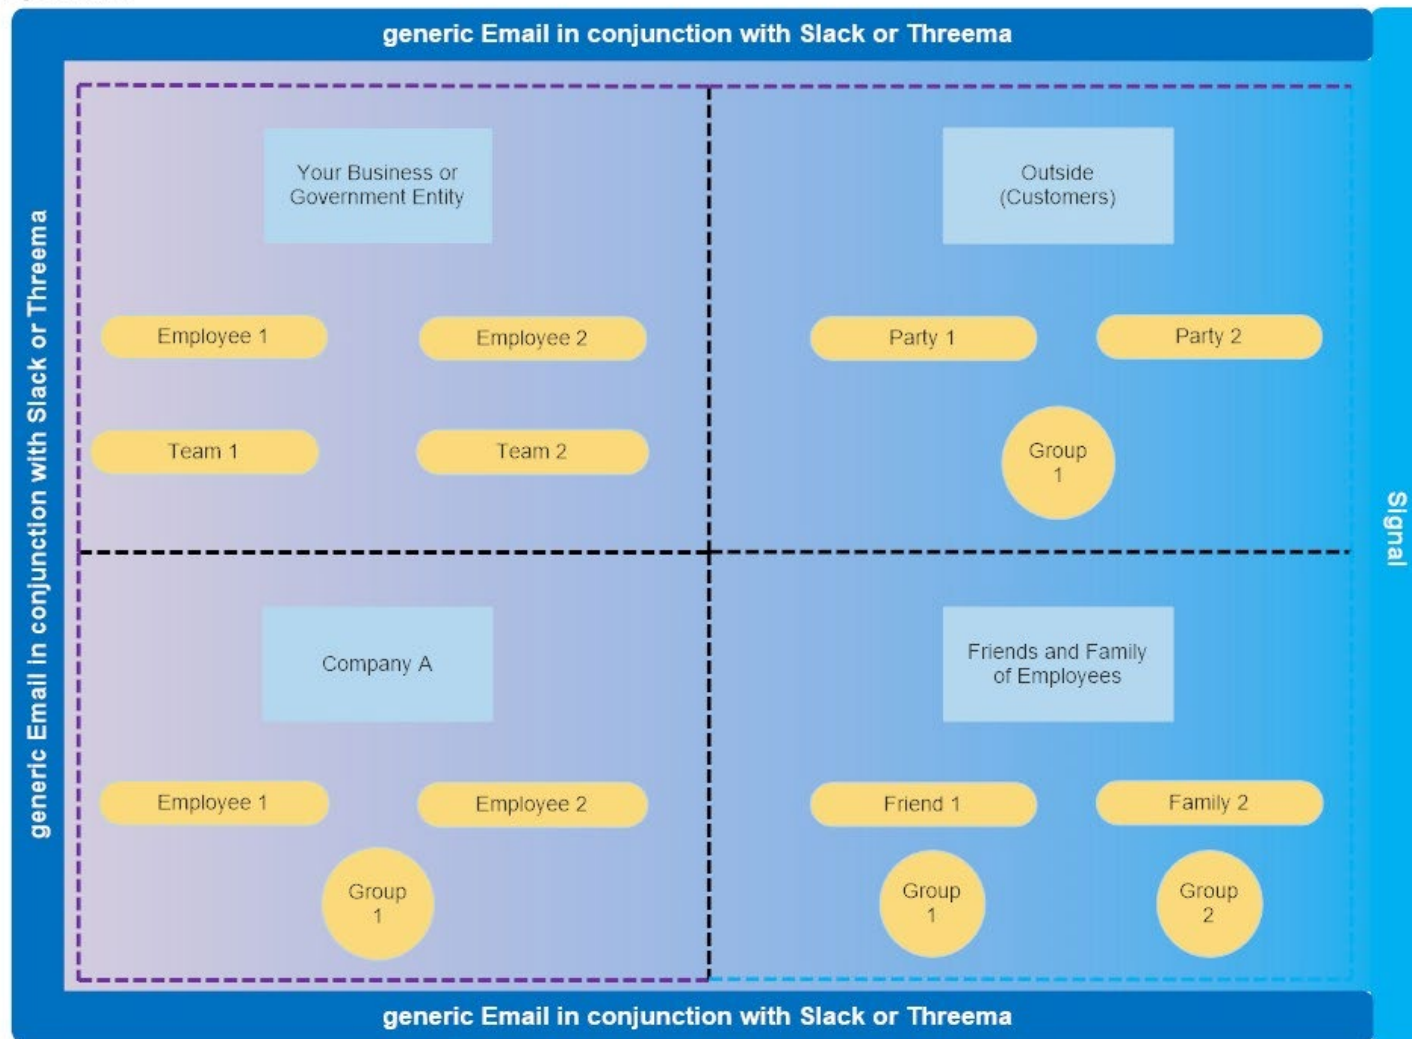 generic Email in conjunction with Slack or Threema
generic Email in conjunction with Slack or Threema
Your Business or
Government Entity
Outside
(Customers)
Employee 1
Employee 2
Party 1
Party 2
Team 1
Team 2
Group
1
Signal
Company A
Friends and Family
of Employees
Employee 1
Employee 2
Friend 1
Family 2
Group
1
Group
1
Group
2
generic Email in conjunction with Slack or Threema